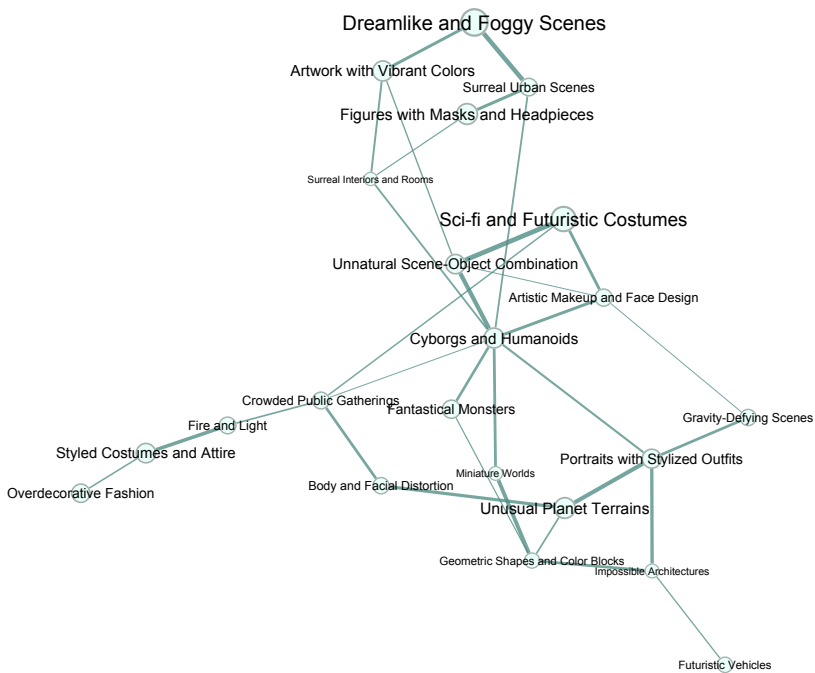 Dreamlike and Foggy Scenes
Artwork with Vibrant Colors
Surreal Urban Scenes
Figures with Masks and Headpieces
Surreal Interiors and Rooms
Sci-fi and Futuristic Costumes
Unnatural Scene-Object Combination
Artistic Makeup and Face Design
Cyborgs and Humanoids
Crowded Public Gatherings
Fantastical Monsters
Gravity-Defying Scenes
Fire and Light
Styled Costumes and Attire
Portraits with Stylized Outfits
Miniature Worlds
Body and Facial Distortion
Overdecorative Fashion
Unusual Planet Terrains
Geometric Shapes and Color Blocks
Impossible Architectures
Futuristic Vehicles